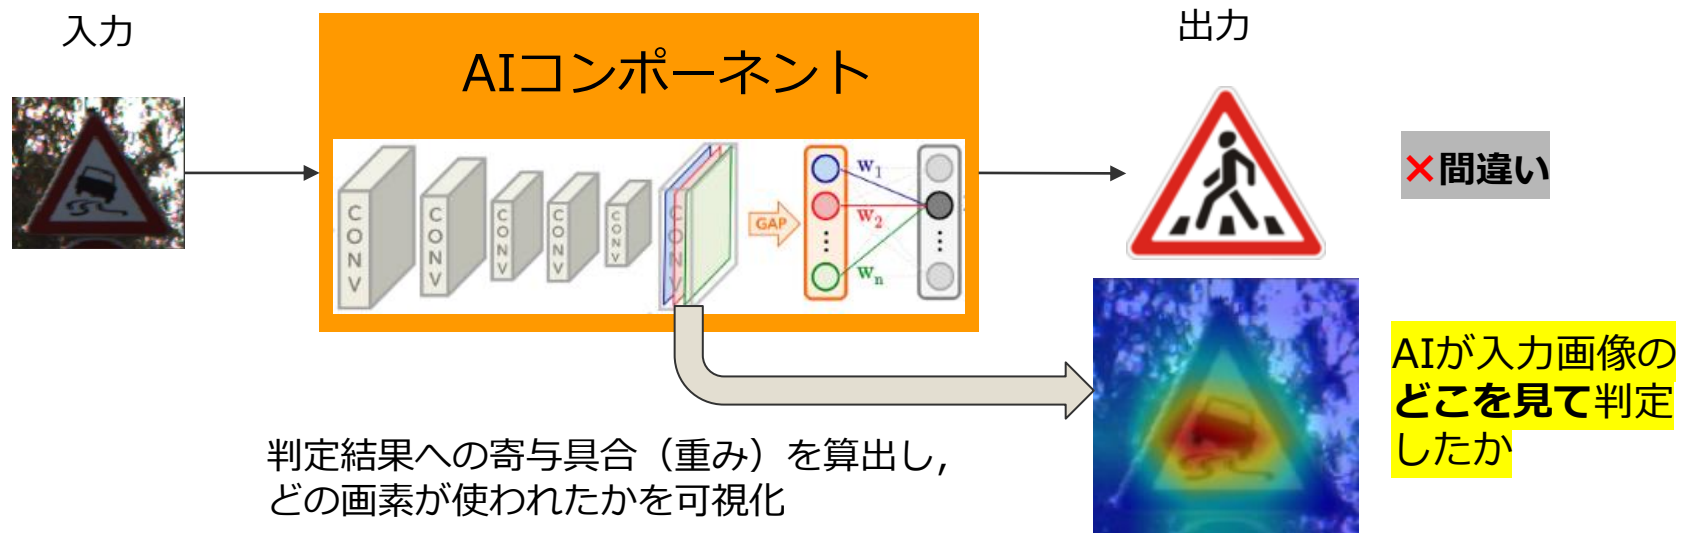 入力
AIコンポーネント
出力
CONV
CONV
CONV
CONV
CONV
CONV
GAP
w1
w2
wn
×間違い
AIが入力画像の
どこを見て判定
したか
判定結果への寄与具合（重み）を算出し,
どの画素が使われたかを可視化